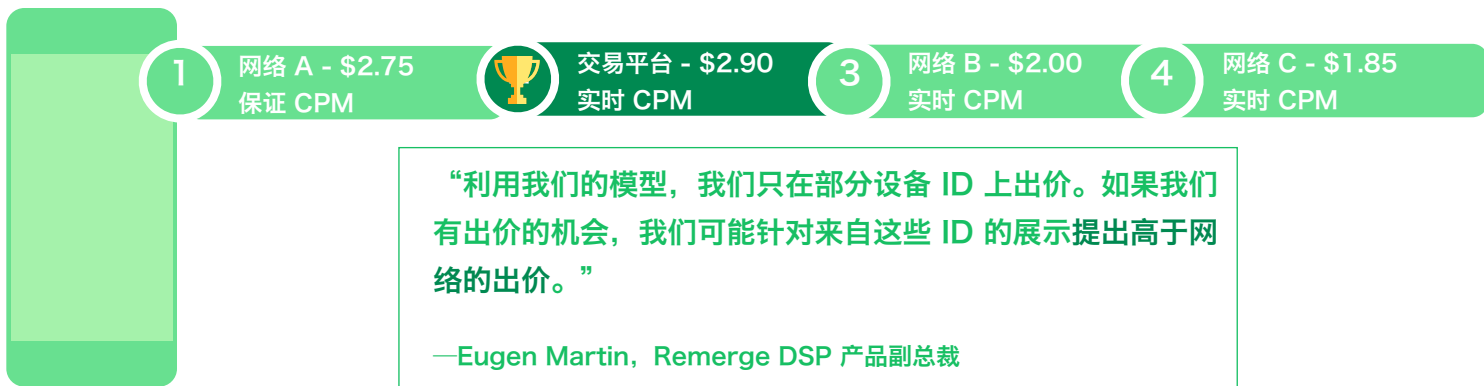 1
网络 A - $2.75
保证 CPM
交易平台 - $2.90
实时 CPM
3
网络 B - $2.00
实时 CPM
4
网络 C - $1.85
实时 CPM
“利用我们的模型，我们只在部分设备 ID 上出价。如果我们
有出价的机会，我们可能针对来自这些 ID 的展示提出高于网
络的出价。”
—Eugen Martin，Remerge DSP 产品副总裁